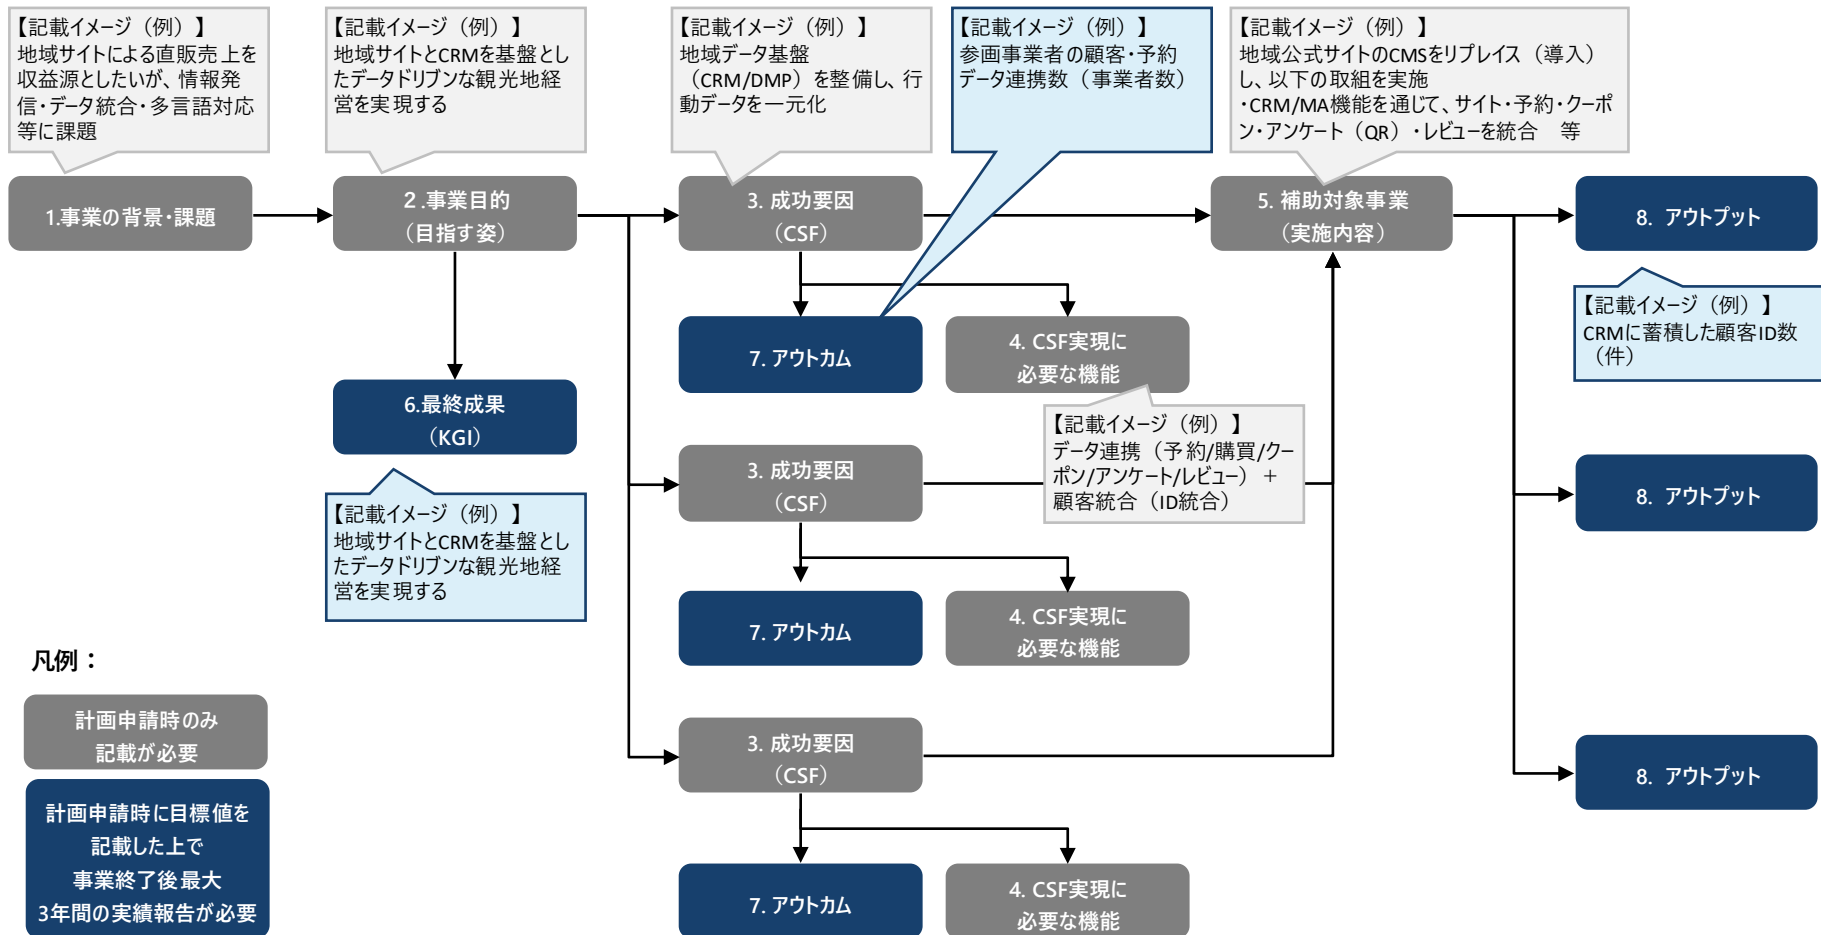 【記載イメージ（例）】
地域サイトによる直販売上を
収益源としたいが、情報発
信・データ統合・多言語対応
等に課題
【記載イメージ（例）】
地域サイトとCRMを基盤とし
たデータドリブンな観光地経
営を実現する
【記載イメージ（例）】
地域データ基盤
（CRM/DMP）を整備し、行
動データを一元化
【記載イメージ（例）】
参画事業者の顧客・予約
データ連携数（事業者数）
【記載イメージ（例）】
地域公式サイトのCMSをリプレイス（導入）
し、以下の取組を実施
・CRM/MA機能を通じて、サイト・予約・クーポ
ン・アンケート（QR）・レビューを統合　等
1.事業の背景・課題
２.事業目的
（目指す姿）
3. 成功要因
（CSF）
5. 補助対象事業
（実施内容）
8. アウトプット
【記載イメージ（例）】
CRMに蓄積した顧客ID数
（件）
7. アウトカム
4. CSF実現に
必要な機能
6.最終成果
（KGI）
【記載イメージ（例）】
データ連携（予約/購買/クー
ポン/アンケート/レビュー）＋
顧客統合（ID統合）
3. 成功要因
（CSF）
8. アウトプット
【記載イメージ（例）】
地域サイトとCRMを基盤とし
たデータドリブンな観光地経
営を実現する
7. アウトカム
4. CSF実現に
必要な機能
3. 成功要因
（CSF）
8. アウトプット
7. アウトカム
4. CSF実現に
必要な機能
凡例：
計画申請時のみ
記載が必要
計画申請時に目標値を
記載した上で
事業終了後最大
3年間の実績報告が必要